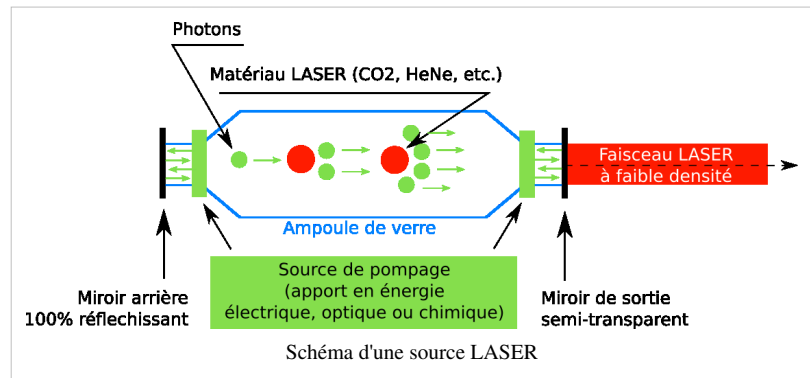 Photons
Matériau LASER (CO2, HeNe, etc.)
Faisceau LASER
à faible densité
Ampoule de verre
Source de pompage
(apport en énergie
électrique, optique ou chimique)
Miroir arrière
100% réflechissant
Miroir de sortie
semi-transparent
Schéma d'une source LASER